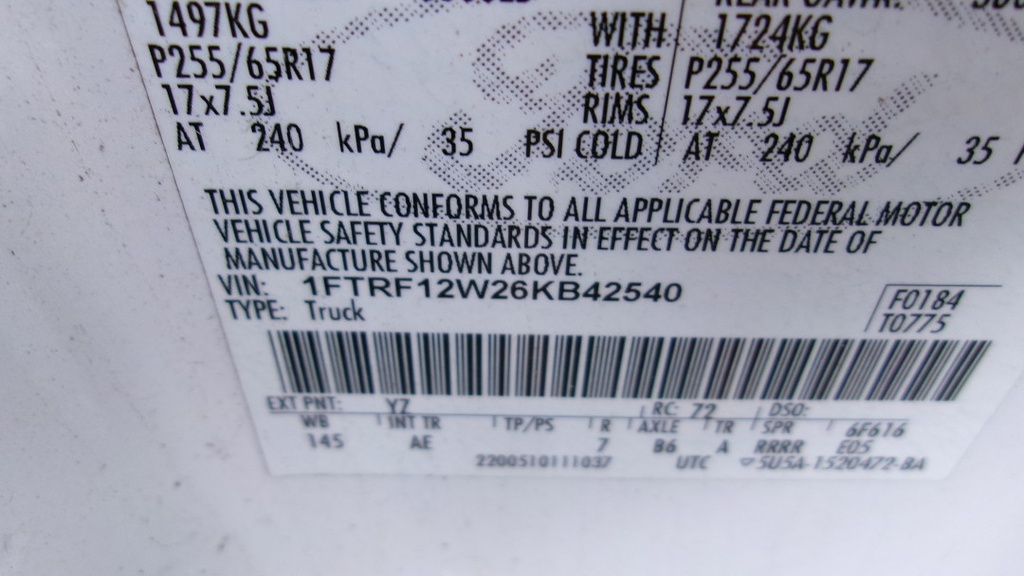 1497KG WITH 1724KG
P255/65R17 TIRES P255/65R17
17x7.5J RIMS 17x7.5J
AT 240 kPa/ 35 PSI COLD AT 240 kPa/ 35
THIS VEHICLE CONFORMS TO ALL APPLICABLE FEDERAL MOTOR
VEHICLE SAFETY STANDARDS IN EFFECT ON THE DATE OF
MANUFACTURE SHOWN ABOVE.
VIN: 1FTRF12W26KB42540
TYPE: Truck
F0184
T0775
EXT PNT: YZ RC: 72 DSO:
WB INT TR TP/PS R AXLE TR SPR 6F616
145 AE 7 B6 A RRRR E05
2200510111037 UTC 5U5A-1520472-BA